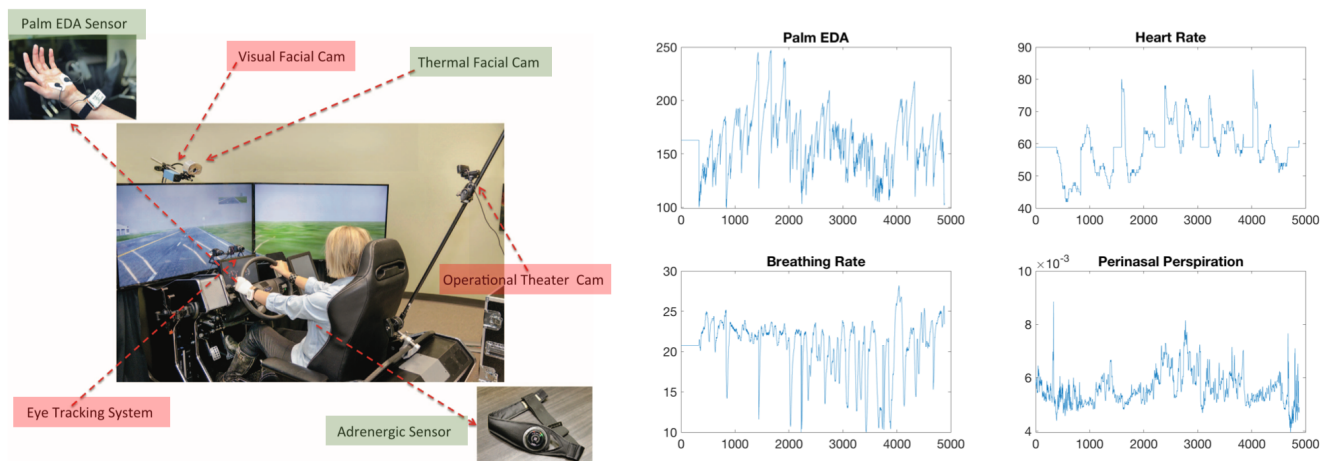 Palm EDA Sensor
Visual Facial Cam
Thermal Facial Cam
Operational Theater Cam
Eye Tracking System
Adrenergic Sensor
Palm EDA
250
200
150
100
0 1000 2000 3000 4000 5000
Heart Rate
90
80
70
60
50
40
0 1000 2000 3000 4000 5000
Breathing Rate
30
25
20
15
10
0 1000 2000 3000 4000 5000
Perinasal Perspiration
10 × 10⁻³
8
6
4
0 1000 2000 3000 4000 5000